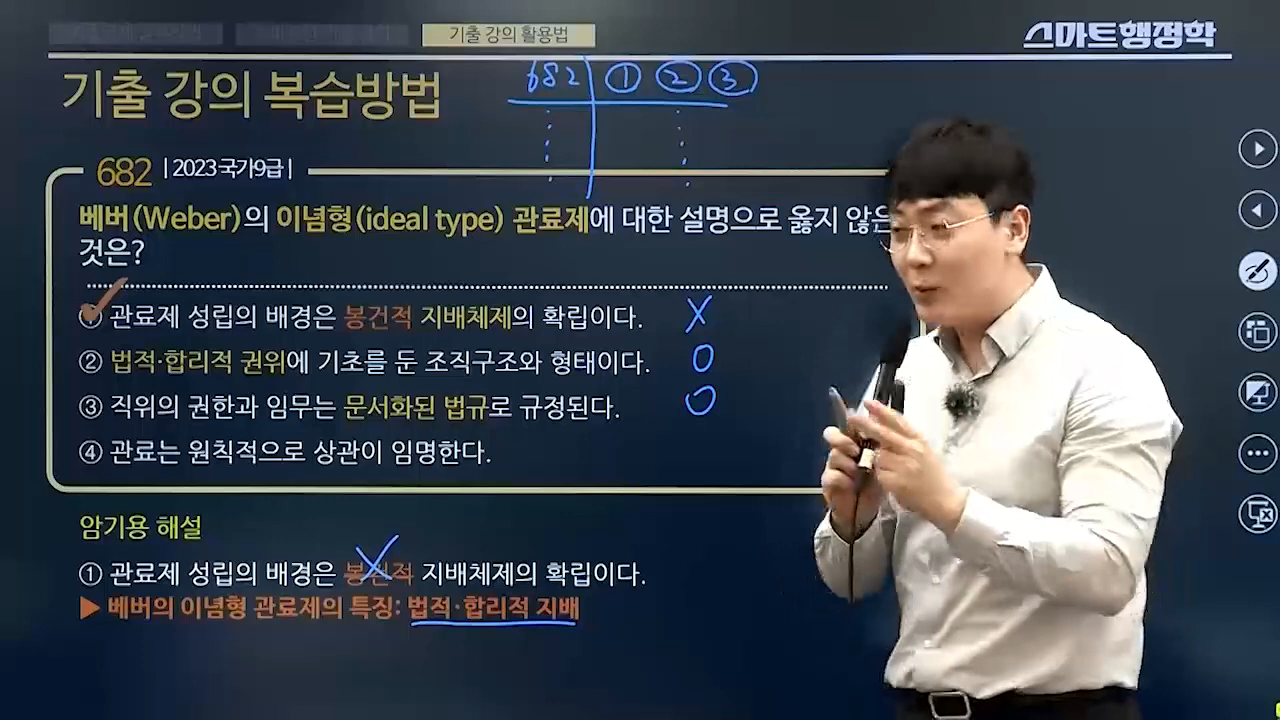 기출 강의 활용법
스마트행정학
기출 강의 복습방법
682 ① ② ③
682 | 2023 국가9급 |
베버(Weber)의 이념형(ideal type) 관료제에 대한 설명으로 옳지 않은
것은?
① 관료제 성립의 배경은 봉건적 지배체제의 확립이다. X
② 법적·합리적 권위에 기초를 둔 조직구조와 형태이다. O
③ 직위의 권한과 임무는 문서화된 법규로 규정된다. O
④ 관료는 원칙적으로 상관이 임명한다.
암기용 해설
① 관료제 성립의 배경은 봉건적 지배체제의 확립이다.
▶ 베버의 이념형 관료제의 특징: 법적·합리적 지배